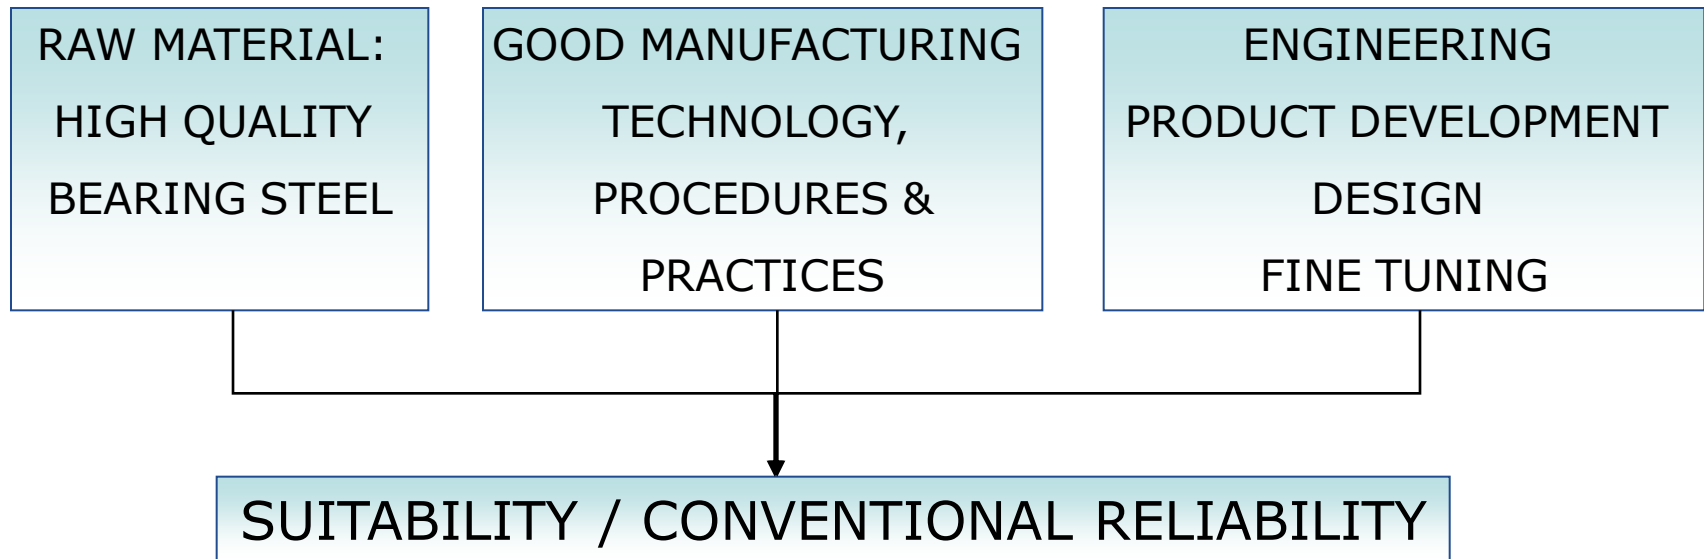 RAW MATERIAL:
HIGH QUALITY
BEARING STEEL
GOOD MANUFACTURING
TECHNOLOGY,
PROCEDURES &
PRACTICES
ENGINEERING
PRODUCT DEVELOPMENT
DESIGN
FINE TUNING
SUITABILITY / CONVENTIONAL RELIABILITY